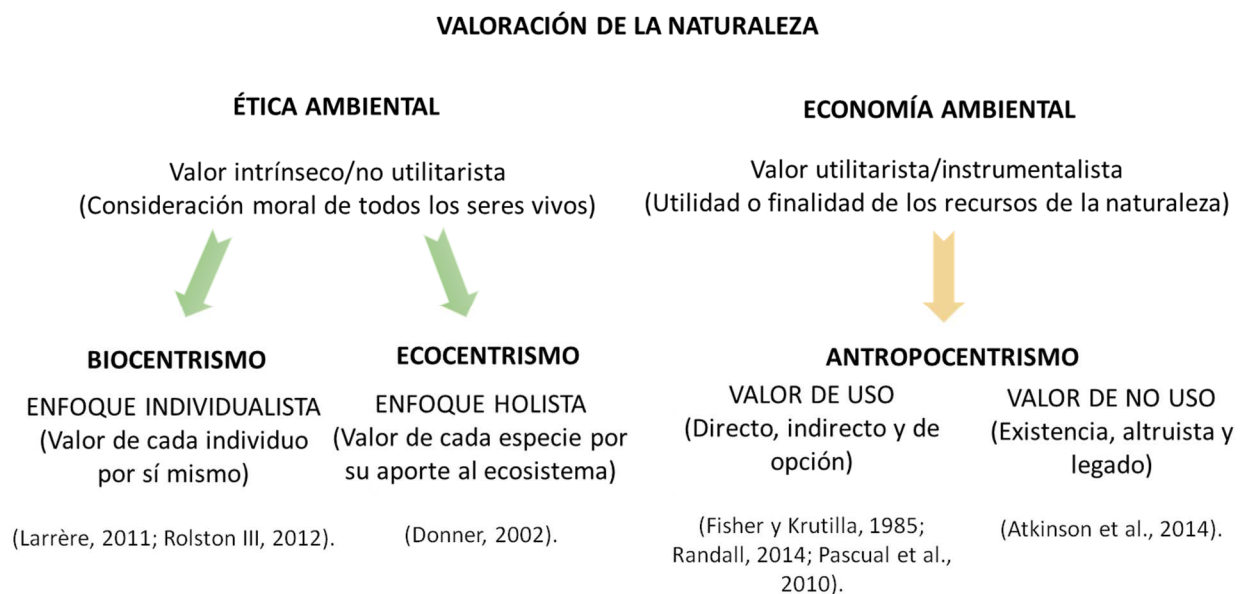 VALORACIÓN DE LA NATURALEZA
ÉTICA AMBIENTAL
Valor intrínseco/no utilitarista
(Consideración moral de todos los seres vivos)
BIOCENTRISMO
ENFOQUE INDIVIDUALISTA
(Valor de cada individuo
por sí mismo)
(Larrère, 2011; Rolston III, 2012).
ECOCENTRISMO
ENFOQUE HOLISTA
(Valor de cada especie por
su aporte al ecosistema)
(Donner, 2002).
ECONOMÍA AMBIENTAL
Valor utilitarista/instrumentalista
(Utilidad o finalidad de los recursos de la naturaleza)
ANTROPOCENTRISMO
VALOR DE USO
(Directo, indirecto y de
opción)
(Fisher y Krutilla, 1985;
Randall, 2014; Pascual et al.,
2010).
VALOR DE NO USO
(Existencia, altruista y
legado)
(Atkinson et al., 2014).